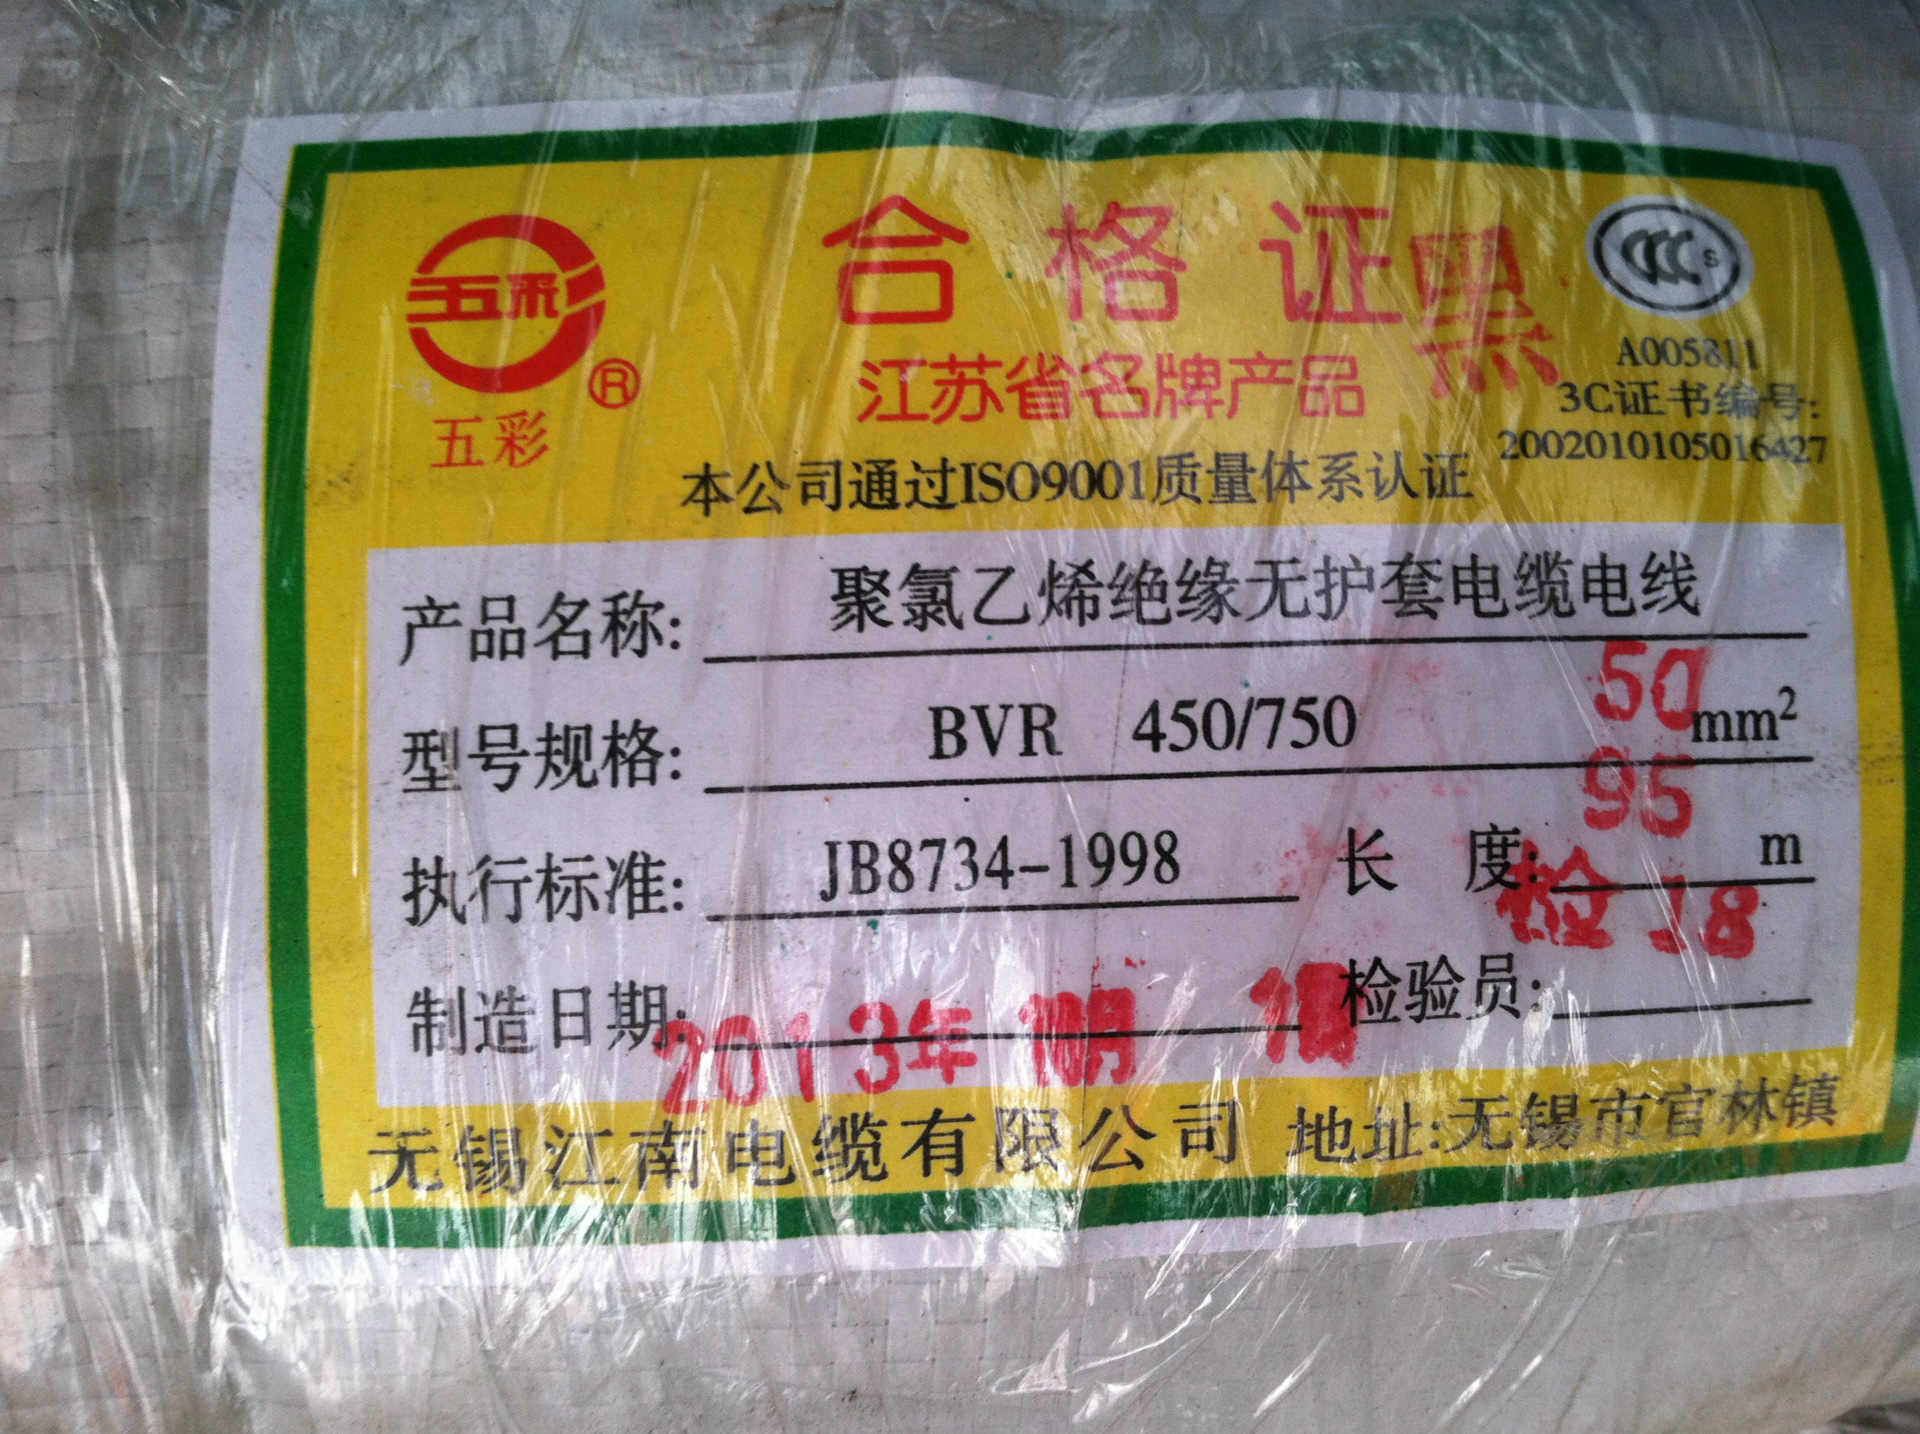 五彩
®
五彩
合格证
黑
江苏省名牌产品
S
A005811
3C证书编号:
2002010105016427
本公司通过ISO9001质量体系认证
产品名称: 聚氯乙烯绝缘无护套电缆电线
型号规格: BVR 450/750 50 mm²
执行标准: JB8734-1998 长 度: 95 m
制造日期: 2013年 检验员: 检 18
无锡江南电缆有限公司 地址:无锡市官林镇